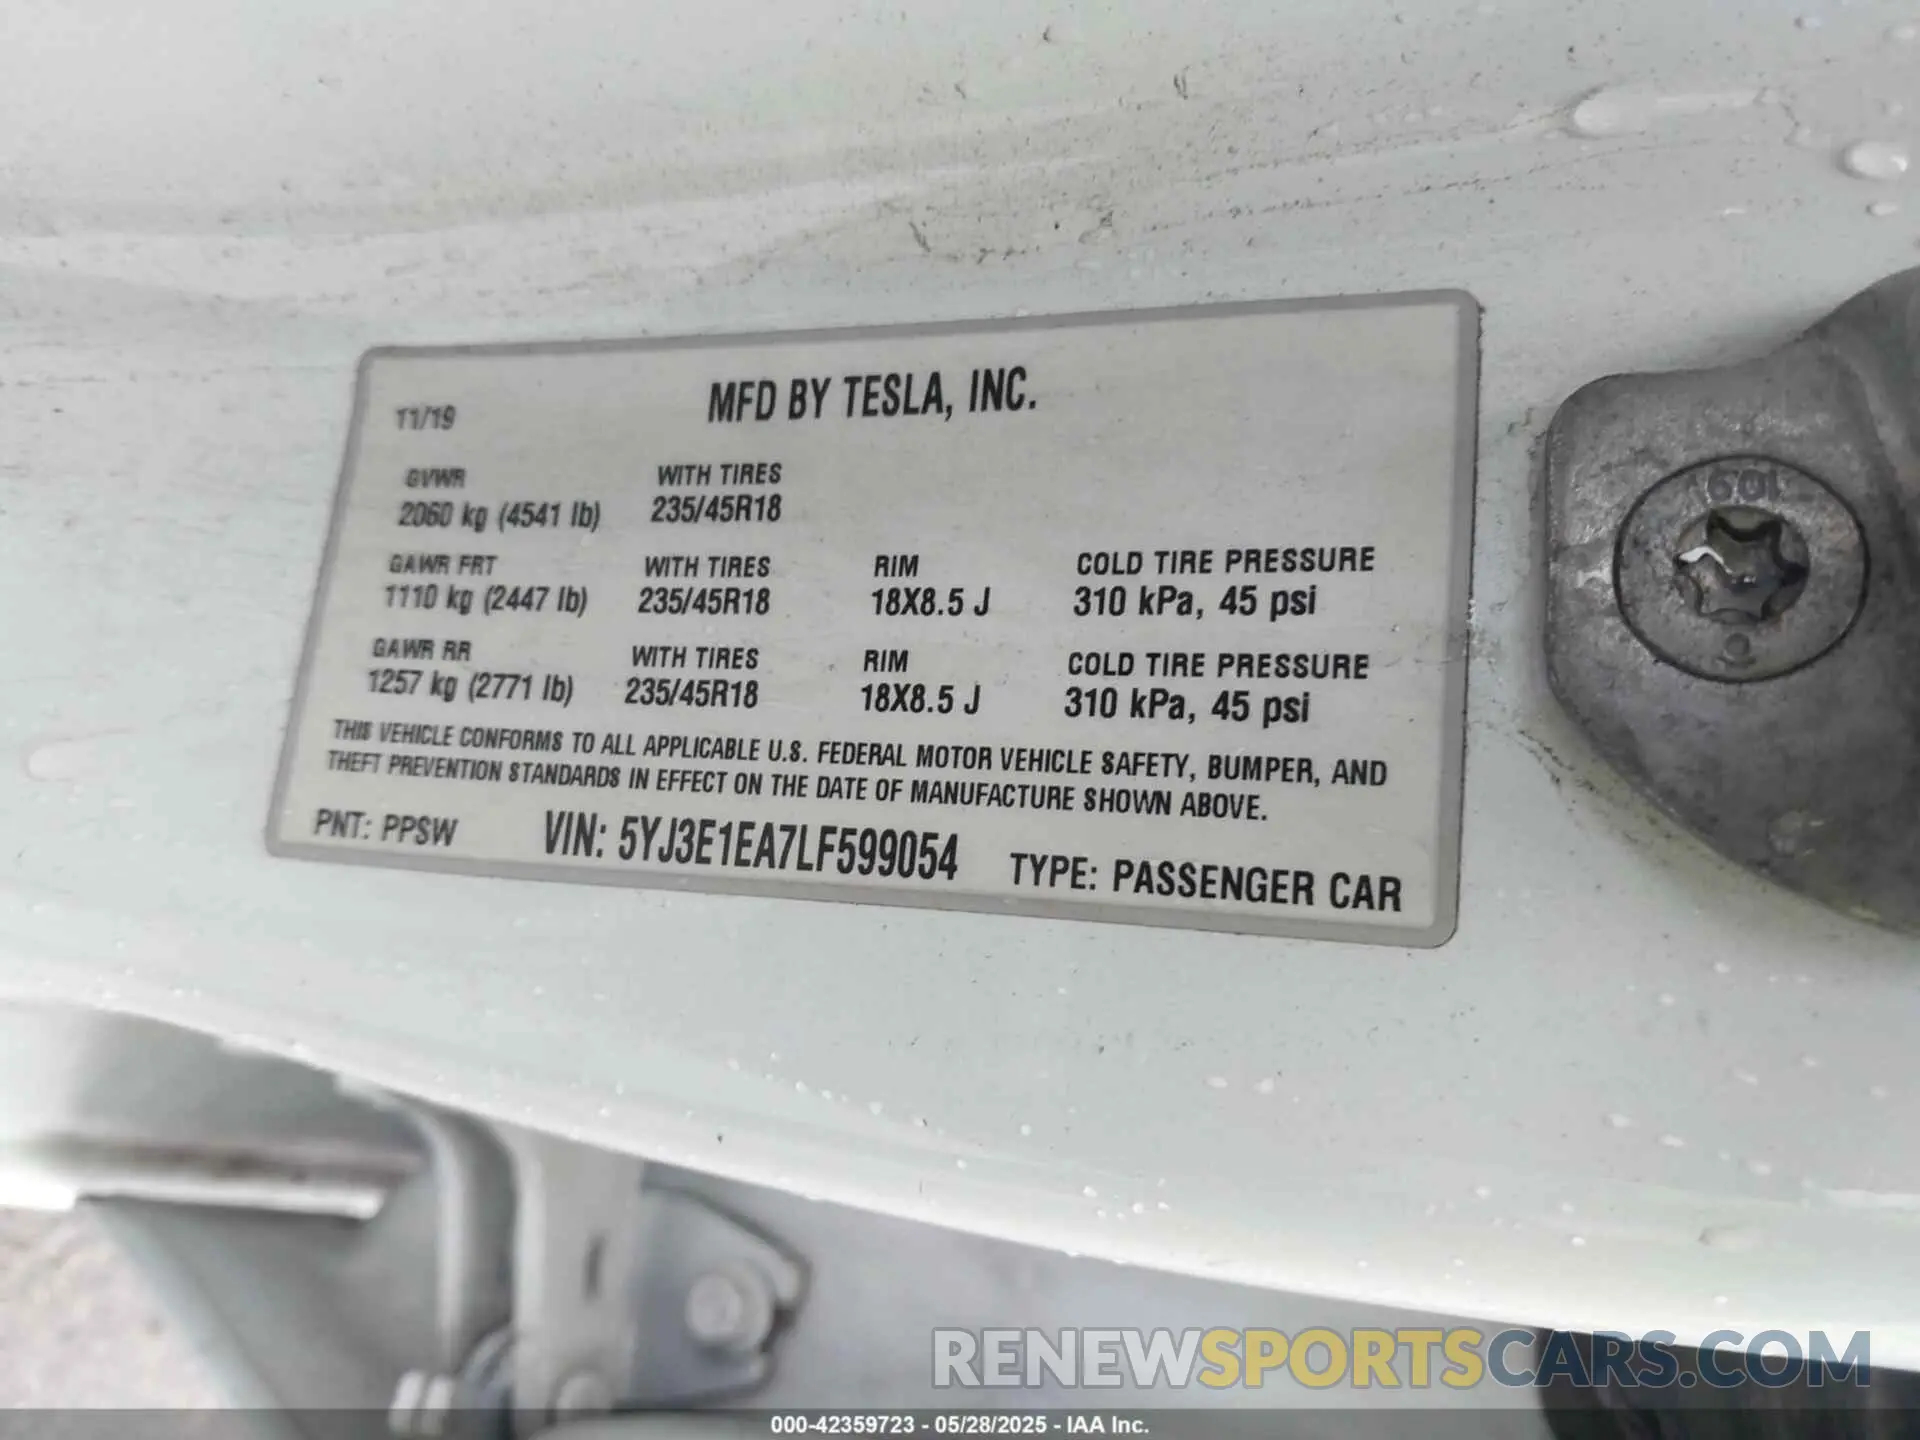 MFD BY TESLA, INC.
11/19
GVWR WITH TIRES
2060 kg (4541 lb) 235/45R18
GAWR FRT WITH TIRES RIM COLD TIRE PRESSURE
1110 kg (2447 lb) 235/45R18 18X8.5 J 310 kPa, 45 psi
GAWR RR WITH TIRES RIM COLD TIRE PRESSURE
1257 kg (2771 lb) 235/45R18 18X8.5 J 310 kPa, 45 psi
THIS VEHICLE CONFORMS TO ALL APPLICABLE U.S. FEDERAL MOTOR VEHICLE SAFETY, BUMPER, AND
THEFT PREVENTION STANDARDS IN EFFECT ON THE DATE OF MANUFACTURE SHOWN ABOVE.
PNT: PPSW VIN: 5YJ3E1EA7LF599054 TYPE: PASSENGER CAR
RENEWSPORTSCARS.COM
000-42359723 - 05/28/2025 - IAA Inc.